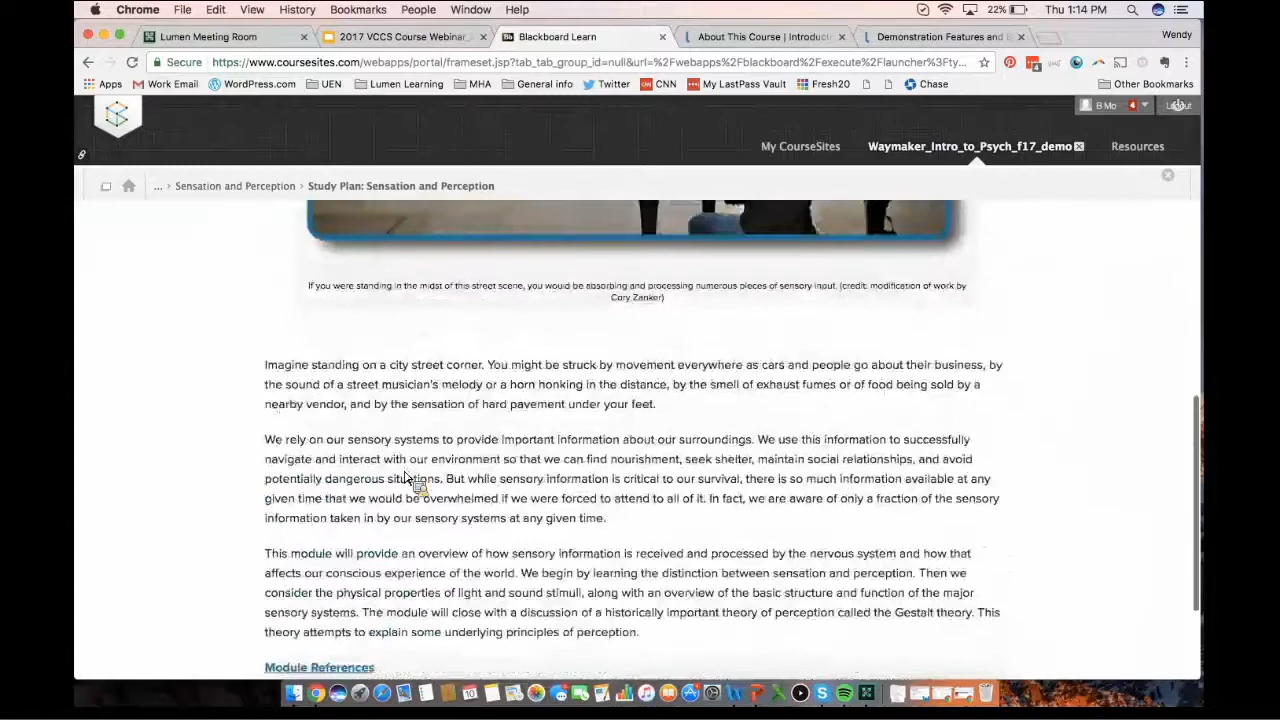 Chrome File Edit View History Bookmarks People Window Help 22% Thu 1:14 PM
Lumen Meeting Room 2017 VCCS Course Webinar Bb Blackboard Learn About This Course | Introducti Demonstration Features and Wendy
Secure https://www.coursesites.com/webapps/portal/frameset.jsp?tab_tab_group_id=null&url=%2Fwebapps%2Fblackboard%2Fexecute%2Flauncher%3Fty...
Apps Work Email WordPress.com UEN Lumen Learning MHA General info Twitter CNN My LastPass Vault Fresh20 Chase Other Bookmarks
B Mo 4 Logout
My CourseSites Waymaker_Intro_to_Psych_f17_demo Resources
... > Sensation and Perception > Study Plan: Sensation and Perception
If you were standing in the midst of this street scene, you would be absorbing and processing numerous pieces of sensory input. (credit: modification of work by
Cory Zanker)
Imagine standing on a city street corner. You might be struck by movement everywhere as cars and people go about their business, by
the sound of a street musician's melody or a horn honking in the distance, by the smell of exhaust fumes or of food being sold by a
nearby vendor, and by the sensation of hard pavement under your feet.
We rely on our sensory systems to provide important information about our surroundings. We use this information to successfully
navigate and interact with our environment so that we can find nourishment, seek shelter, maintain social relationships, and avoid
potentially dangerous situations. But while sensory information is critical to our survival, there is so much information available at any
given time that we would be overwhelmed if we were forced to attend to all of it. In fact, we are aware of only a fraction of the sensory
information taken in by our sensory systems at any given time.
This module will provide an overview of how sensory information is received and processed by the nervous system and how that
affects our conscious experience of the world. We begin by learning the distinction between sensation and perception. Then we
consider the physical properties of light and sound stimuli, along with an overview of the basic structure and function of the major
sensory systems. The module will close with a discussion of a historically important theory of perception called the Gestalt theory. This
theory attempts to explain some underlying principles of perception.
Module References